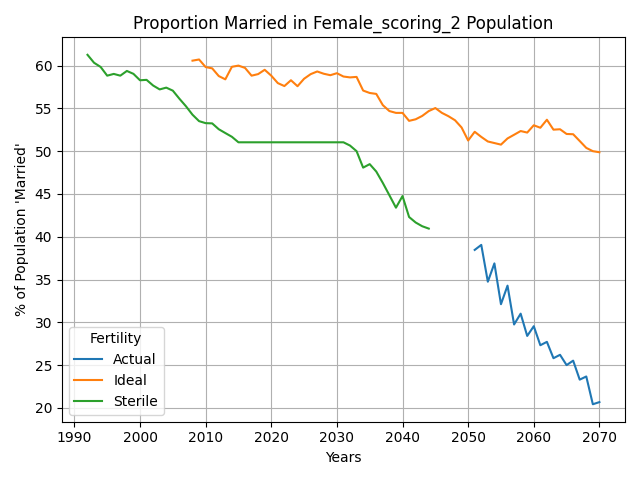 Proportion Married in Female_scoring_2 Population
% of Population 'Married'
60
55
50
45
40
35
30
25
20
Fertility
Actual
Ideal
Sterile
1990 2000 2010 2020 2030 2040 2050 2060 2070
Years